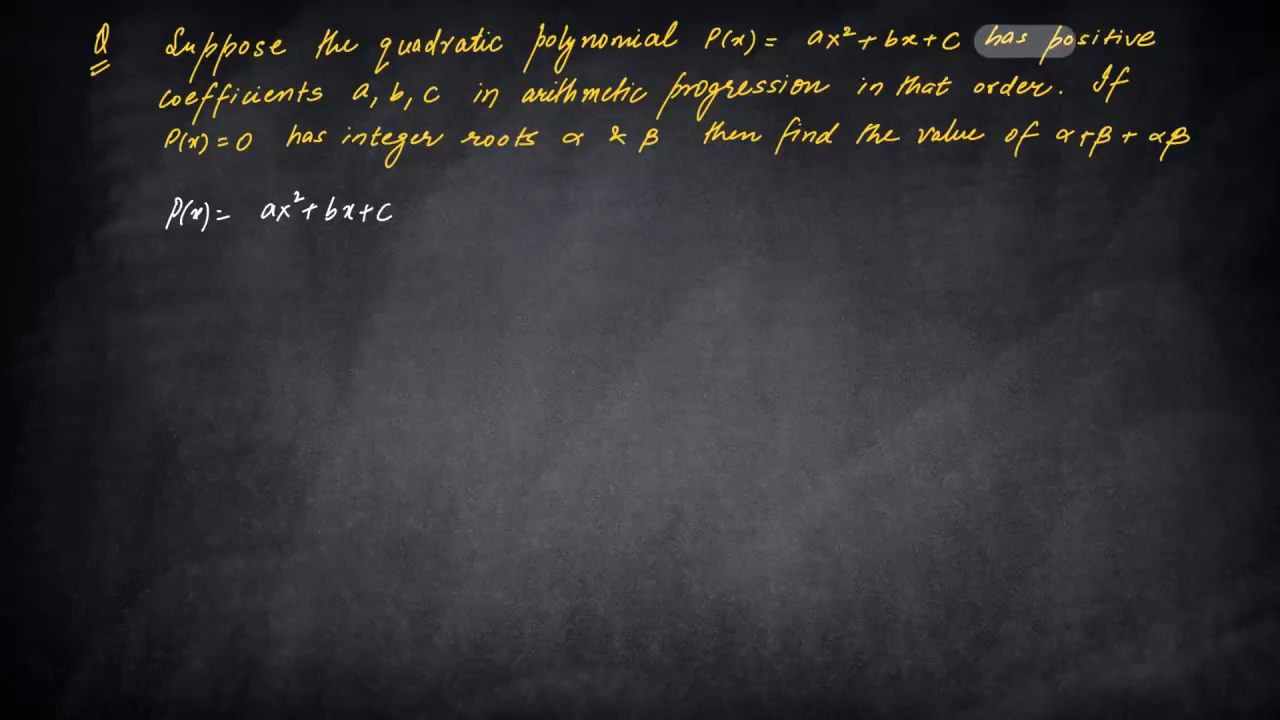 Q Suppose the quadratic polynomial P(x) = ax² + bx + c has positive
coefficients a, b, c in arithmetic progression in that order. If
P(x) = 0 has integer roots α & β then find the value of α+β + αβ
P(x) = ax² + bx + c